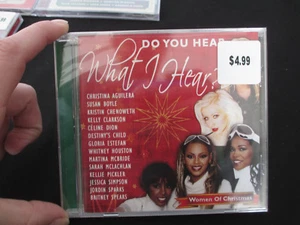 DO YOU HEAR
What I Hear?
$4.99
CHRISTINA AGUILERA
SUSAN BOYLE
KRISTIN CHENOWETH
KELLY CLARKSON
CELINE DION
DESTINY'S CHILD
GLORIA ESTEFAN
WHITNEY HOUSTON
MARTINA MCBRIDE
SARAH MCLACHLAN
KELLIE PICKLER
JESSICA SIMPSON
JORDIN SPARKS
BRITNEY SPEARS
Women Of Christmas